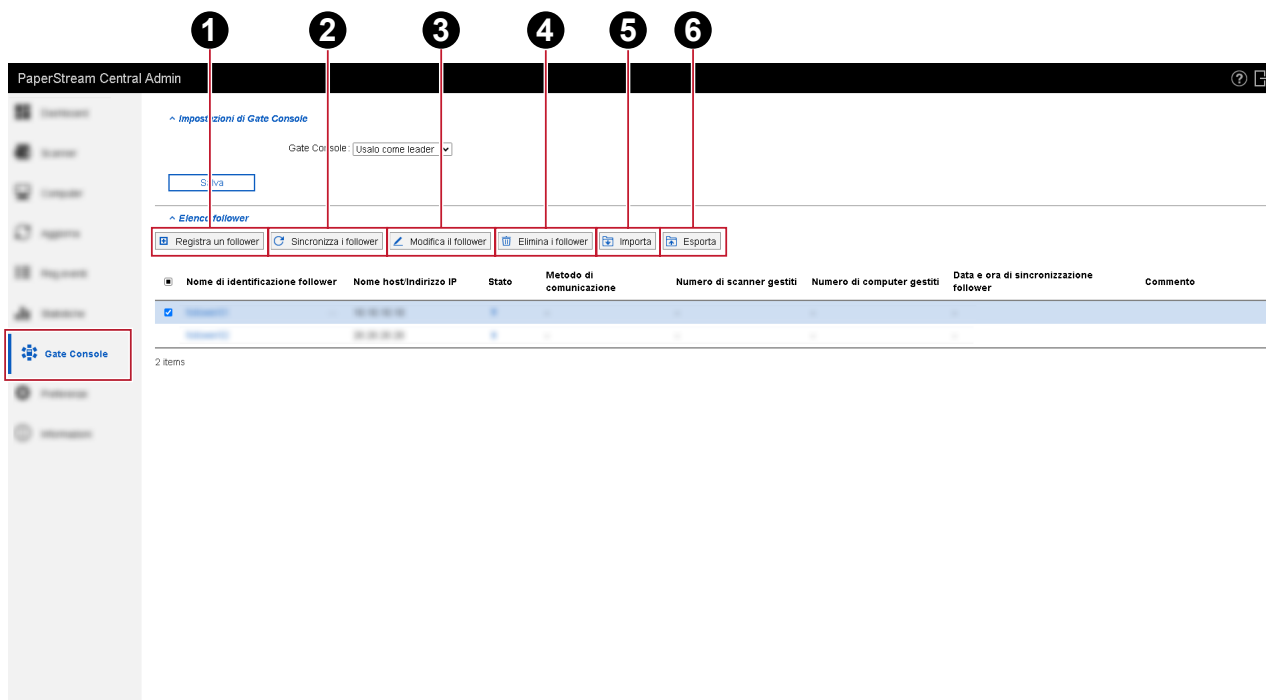 1 2 3 4 5 6
PaperStream Central Admin
Impostazioni di Gate Console
Gate Console: Usalo come leader
Salva
Elenco follower
Registra un follower Sincronizza i follower Modifica il follower Elimina i follower Importa Esporta
Nome di identificazione follower Nome host/Indirizzo IP Stato Metodo di comunicazione Numero di scanner gestiti Numero di computer gestiti Data e ora di sincronizzazione follower Commento
Gate Console
2 items